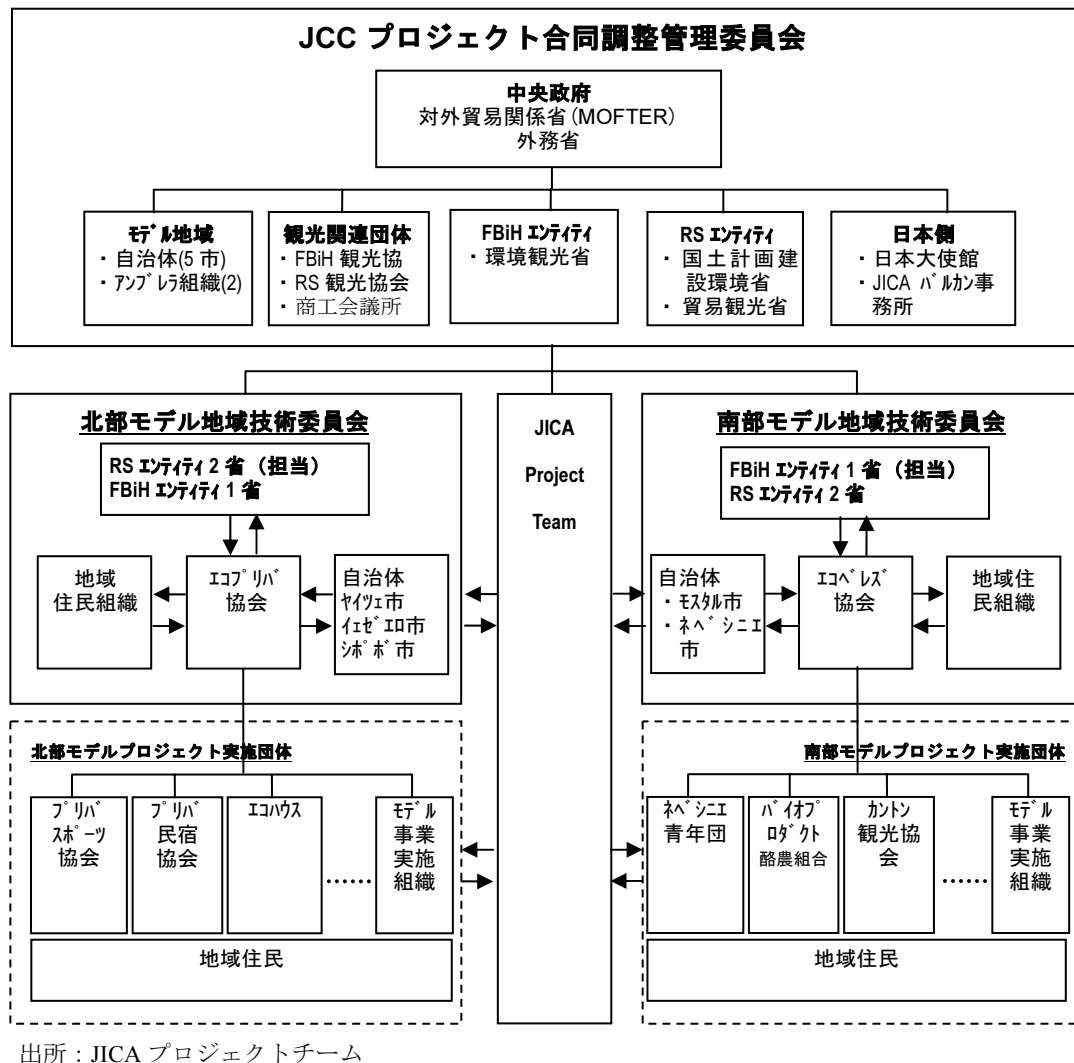 JCC プロジェクト合同調整管理委員会
中央政府
対外貿易関係省(MOFTER)
外務省
ﾓﾃﾞﾙ地域
・自治体(5 市)
・ｱﾝﾌﾞﾚﾗ組織(2)
観光関連団体
・FBiH 観光協
・RS 観光協会
・商工会議所
FBiH ｴﾝﾃｨﾃｨ
・環境観光省
RS ｴﾝﾃｨﾃｨ
・国土計画建
設環境省
・貿易観光省
日本側
・日本大使館
・JICA ﾊﾞﾙｶﾝ事
務所
北部モデル地域技術委員会
RS ｴﾝﾃｨﾃｨ 2 省（担当）
FBiH ｴﾝﾃｨﾃｨ 1 省
地域
住民組織
ｴｺﾌﾟﾘﾊﾞ
協会
自治体
ﾔｲﾂｪ市
ｲｪｾﾞｴﾛ市
ｼﾎﾟﾎﾞ市
JICA
Project
Team
南部モデル地域技術委員会
FBiH ｴﾝﾃｨﾃｨ 1 省（担当）
RS ｴﾝﾃｨﾃｨ 2 省
自治体
・ﾓｽﾀﾙ市
・ﾈﾍﾞｼﾆｴ
市
ｴｺﾍﾞﾚｽﾞ
協会
地域住
民組織
北部モデルプロジェクト実施団体
ﾌﾟﾘﾊﾞ
ｽﾎﾟｰﾂ
協会
ﾌﾟﾘﾊﾞ
民宿
協会
ｴｺﾊｳｽ
……
ﾓﾃﾞﾙ
事業
実施
組織
地域住民
南部モデルプロジェクト実施団体
ﾈﾍﾞｼﾆｴ
青年団
ﾊﾞｲｵﾌﾟ
ﾛﾀﾞｸﾄ
酪農組合
ｶﾝﾄﾝ
観光協
会
……
ﾓﾃﾞﾙ
事業
実施
組織
地域住民
出所：JICA プロジェクトチーム